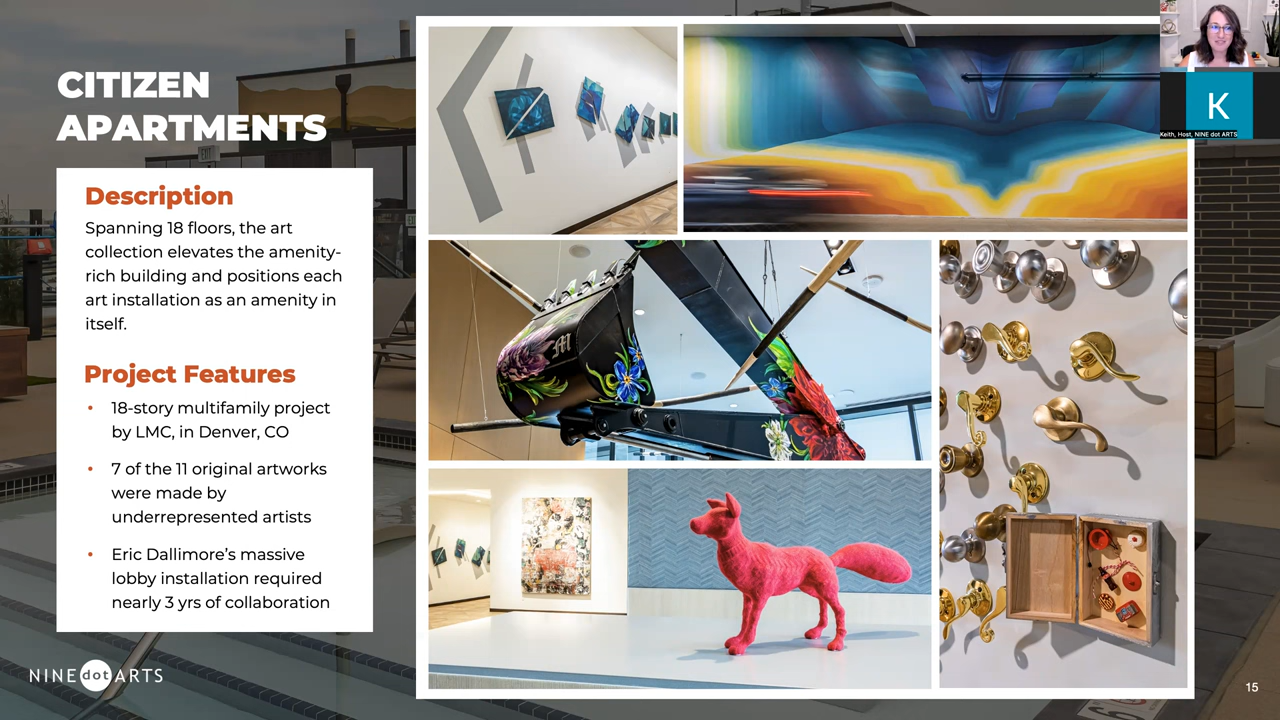 CITIZEN
APARTMENTS
Description
Spanning 18 floors, the art
collection elevates the amenity-
rich building and positions each
art installation as an amenity in
itself.
Project Features
• 18-story multifamily project
by LMC, in Denver, CO
• 7 of the 11 original artworks
were made by
underrepresented artists
• Eric Dallimore's massive
lobby installation required
nearly 3 yrs of collaboration
NINE dot ARTS
EXIT
M
K
Keith, Host, NINE dot ARTS
15